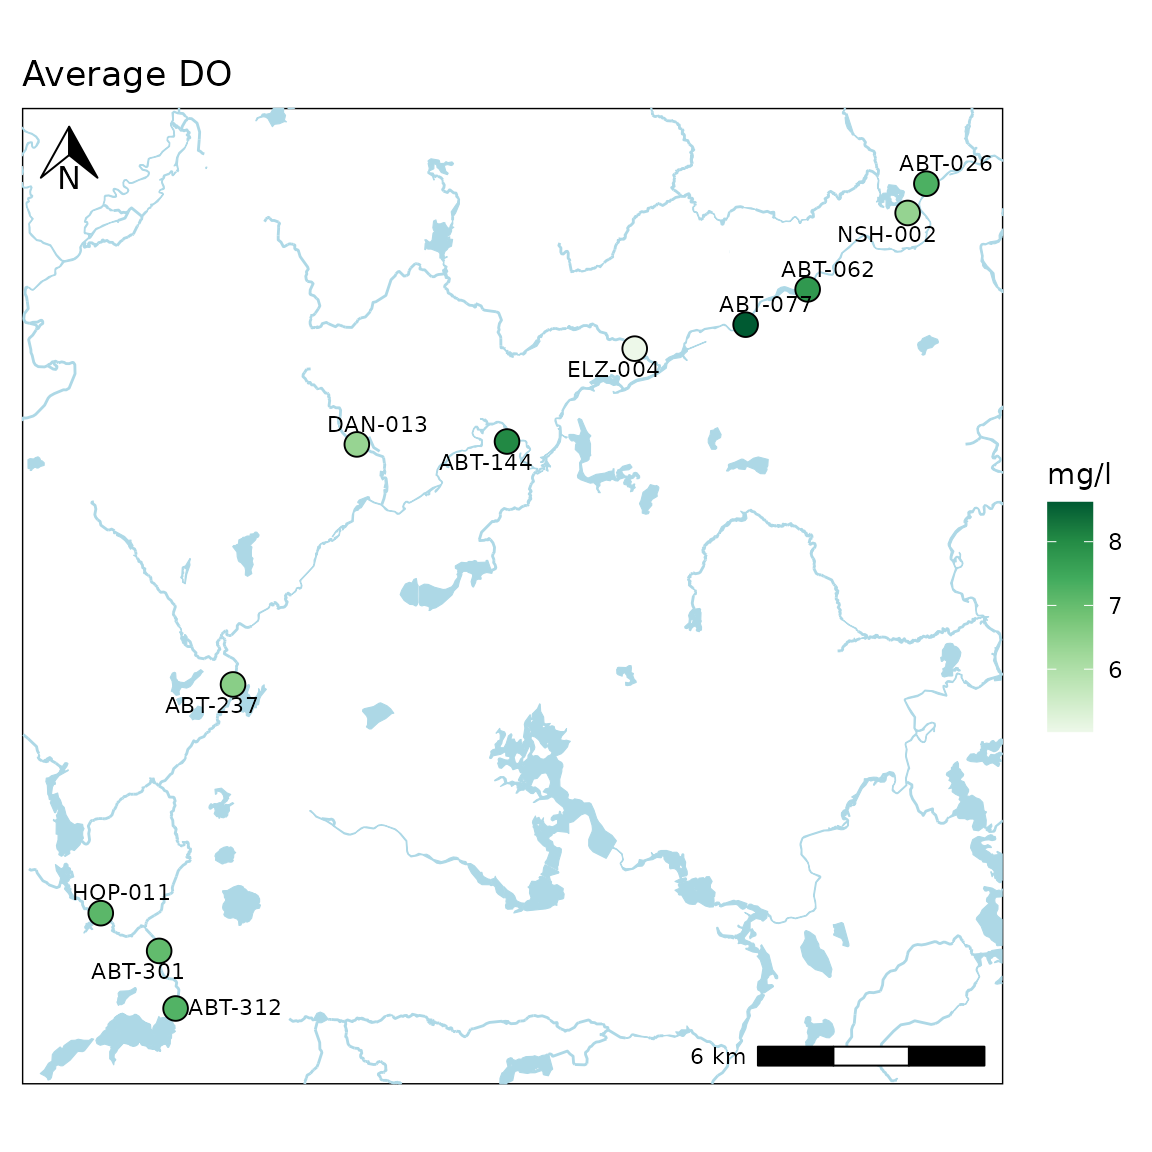 Average DO
N
ABT-026
NSH-002
ABT-062
ABT-077
ELZ-004
DAN-013
ABT-144
mg/l
8
7
6
ABT-237
HOP-011
ABT-301
ABT-312
6 km